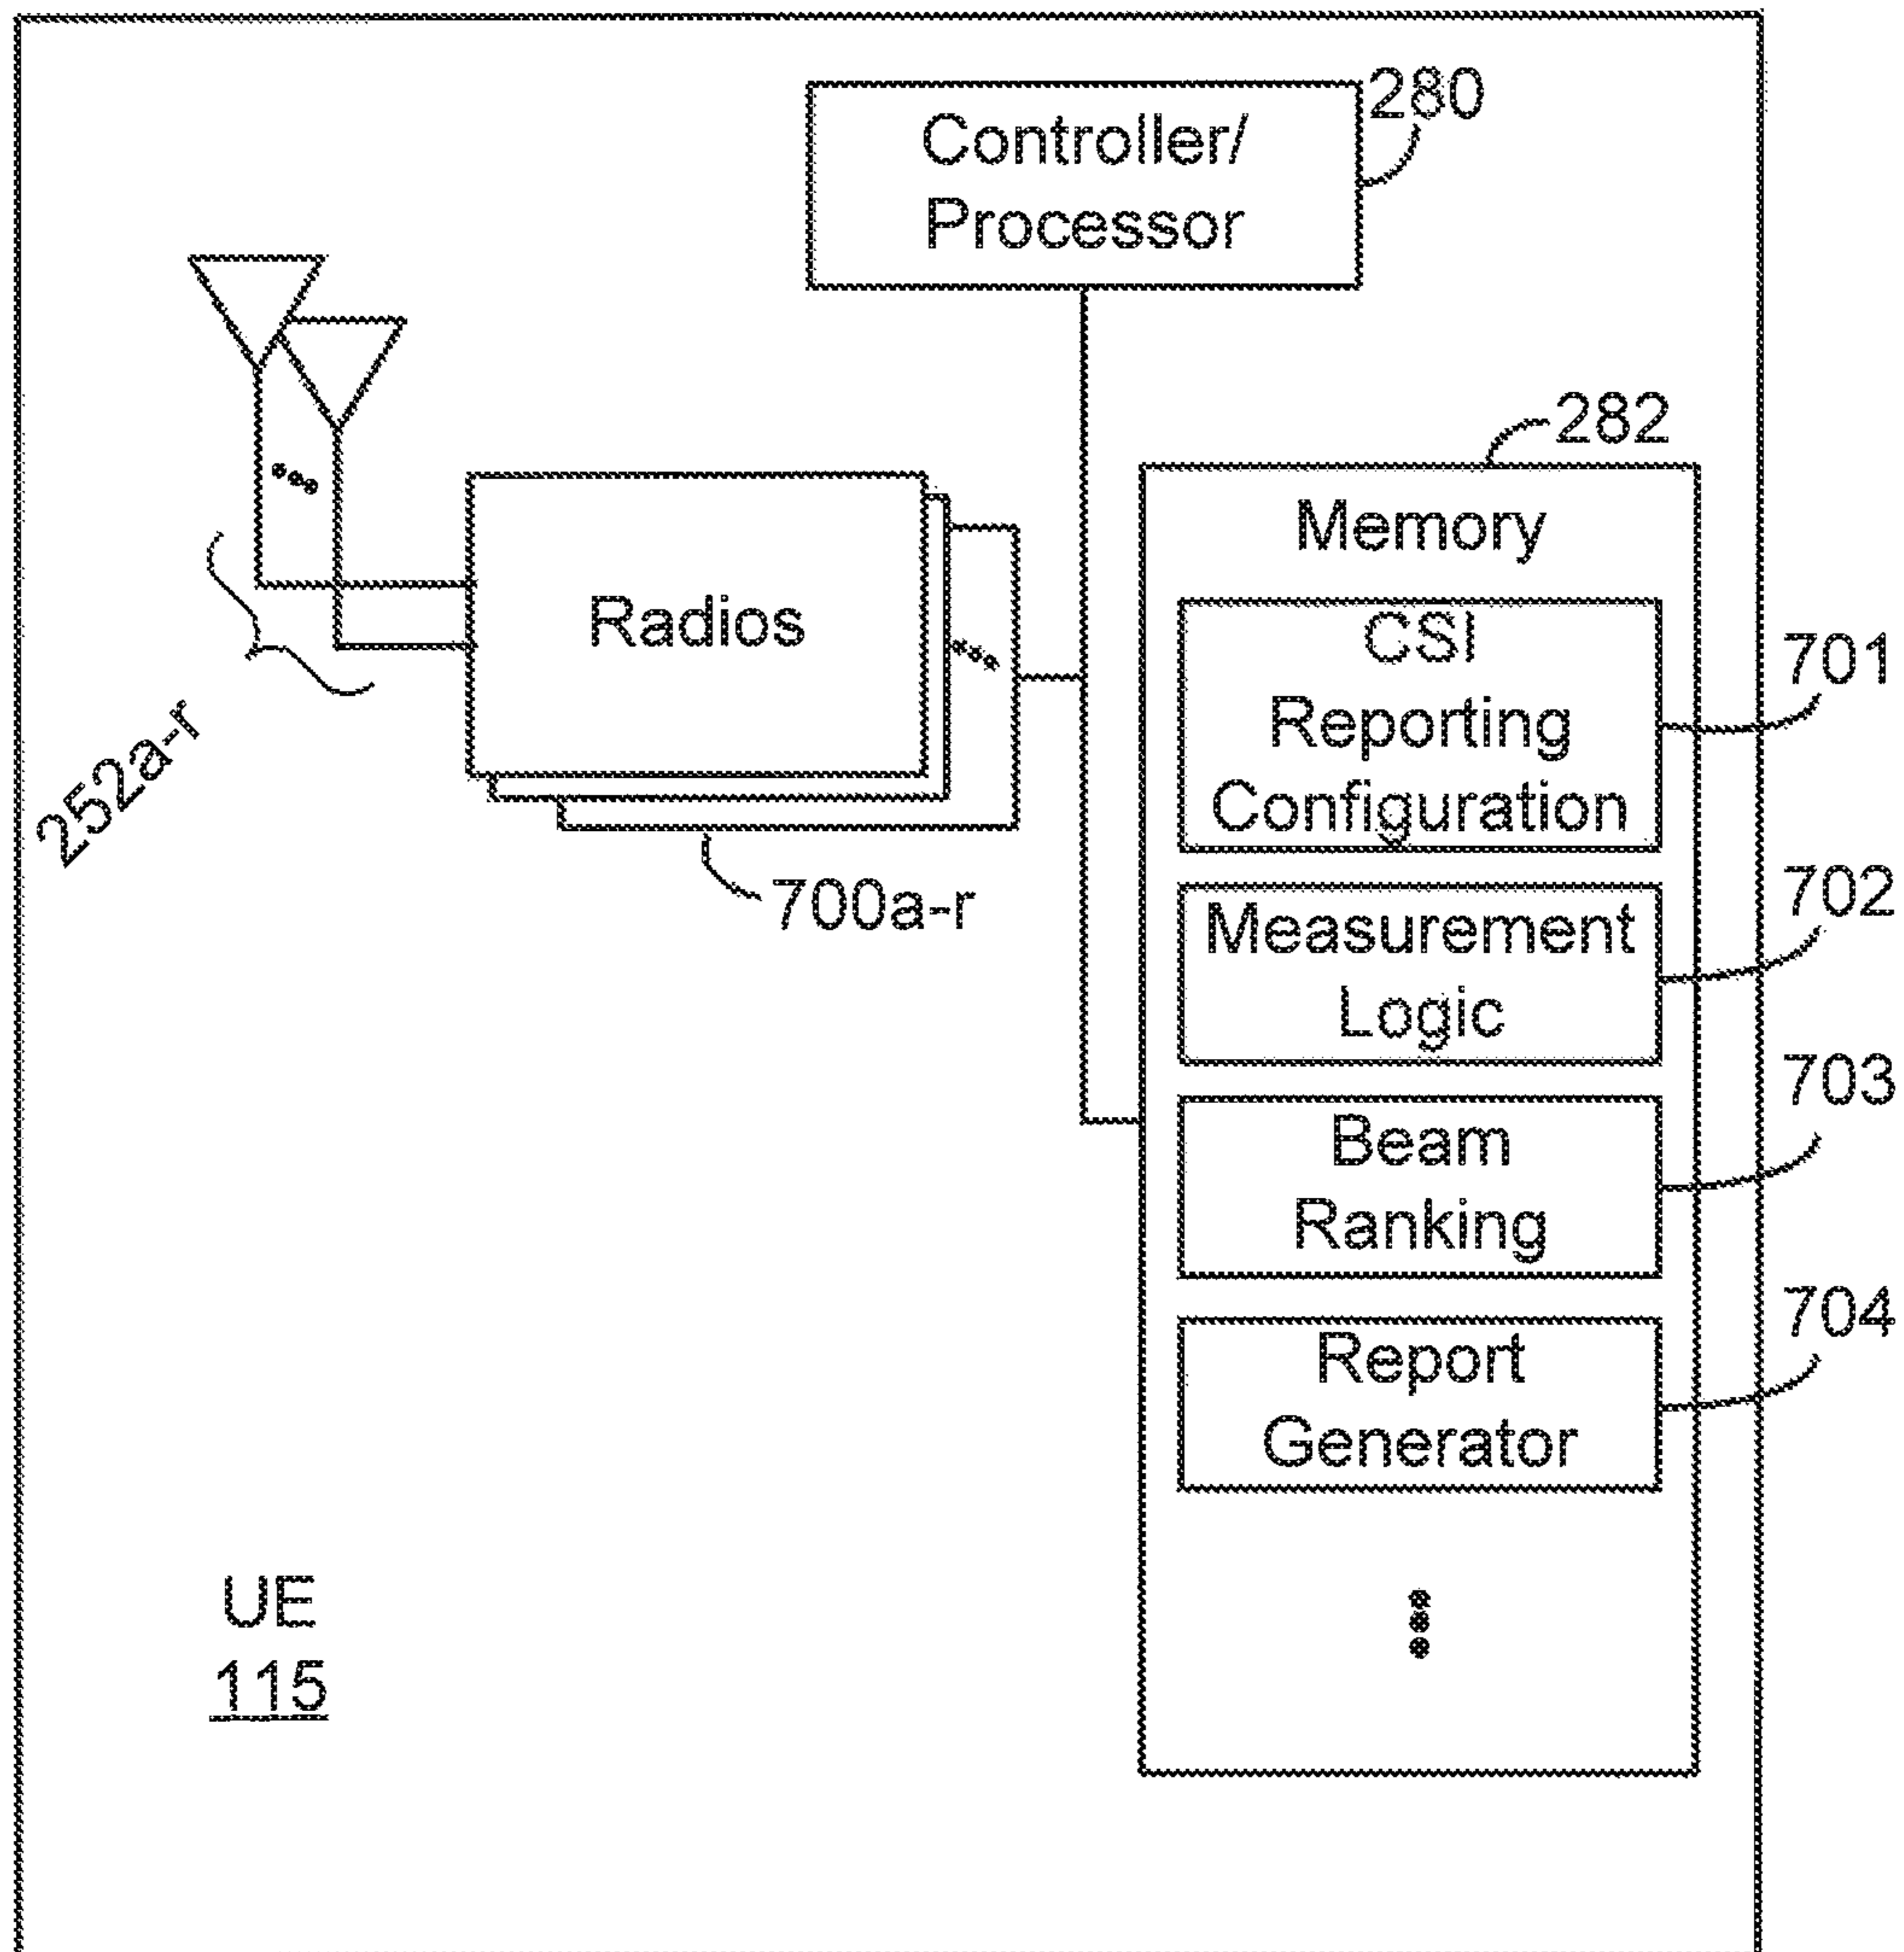 280
Controller/
Processor
282
Memory
CSI
Reporting
Configuration
701
Radios
252a-r
700a-r
Measurement
Logic
702
Beam
Ranking
703
Report
Generator
704
UE
115